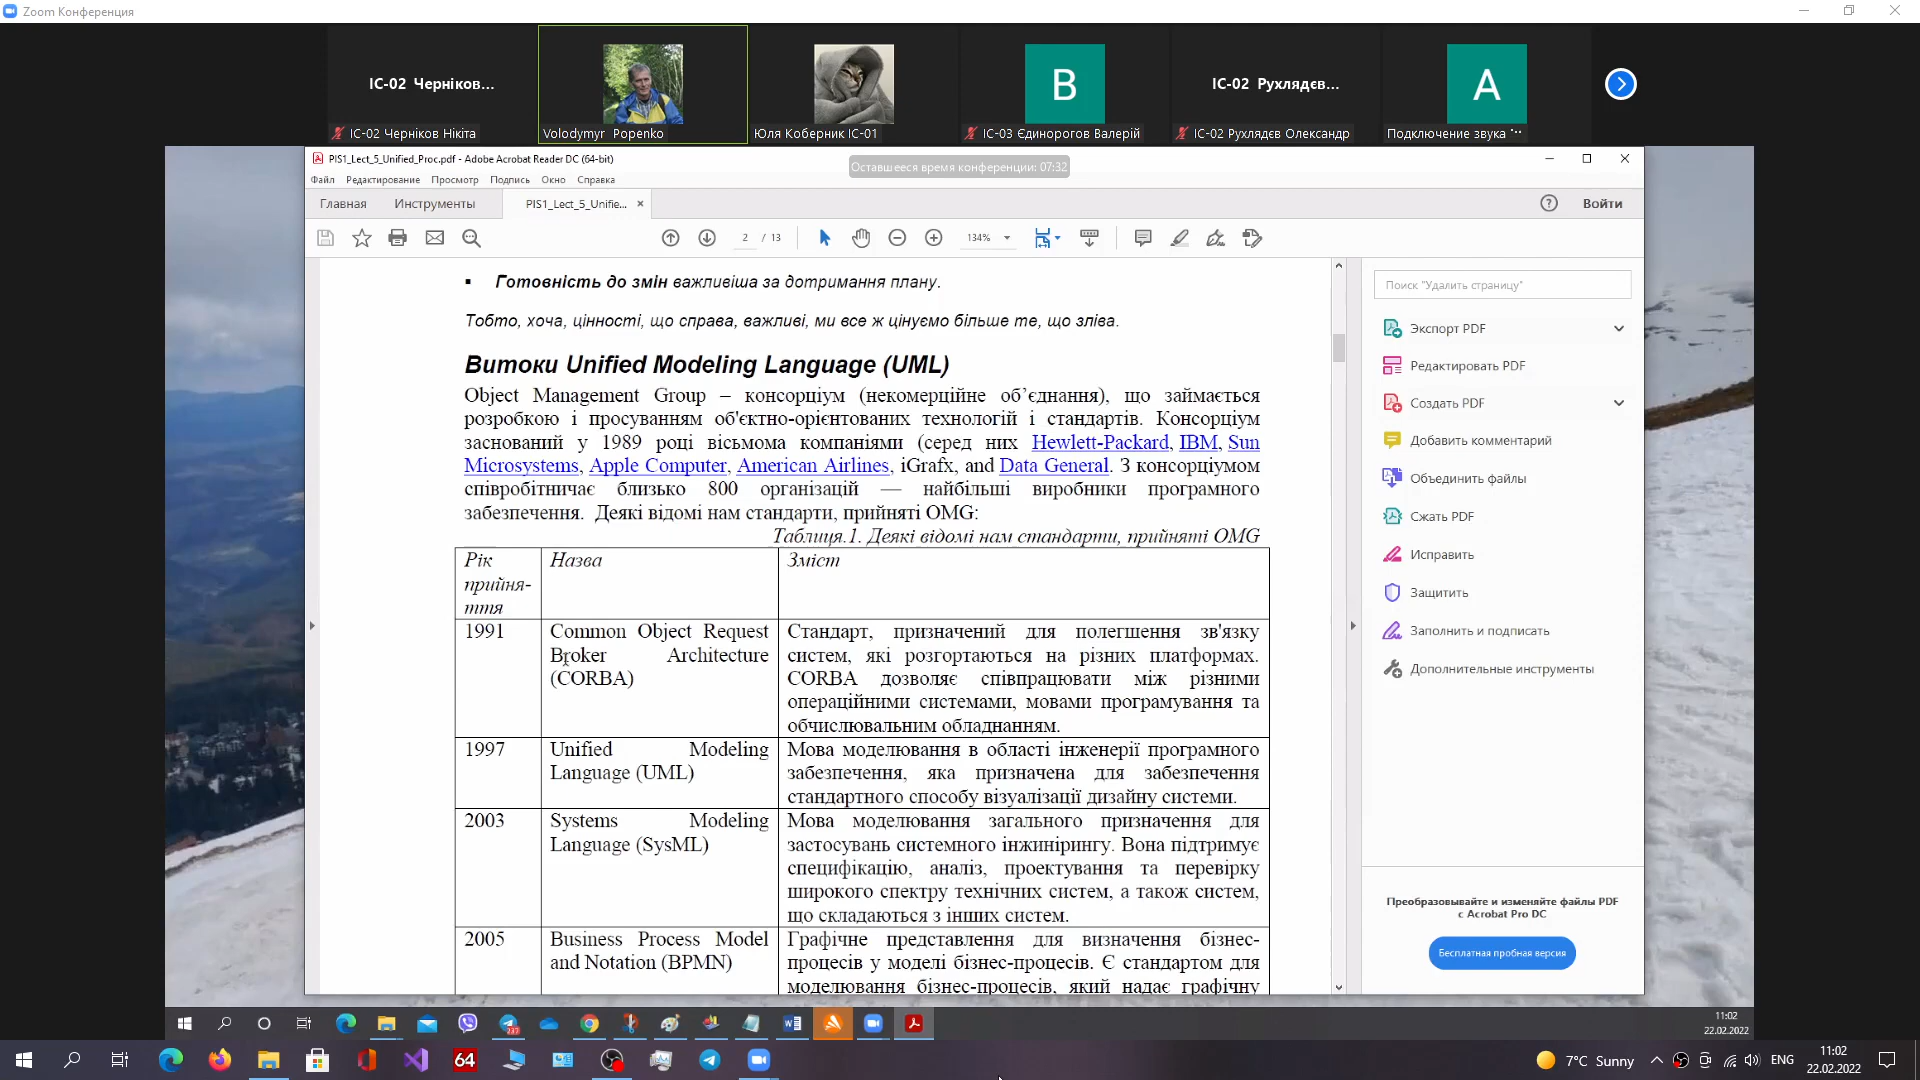 Zoom Конференция
ІС-02 Черніков...
B
ІС-02 Рухлядєв...
A
ІС-02 Черніков Нікіта
Volodymyr Popenko
Юля Коберник ІС-01
ІС-03 Єдинорогов Валерій
ІС-02 Рухлядєв Олександр
Подключение звука ···
PIS1_Lect_5_Unified_Proc.pdf - Adobe Acrobat Reader DC (64-bit)
Оставшееся время конференции: 07:32
Файл Редактирование Просмотр Подпись Окно Справка
Главная Инструменты PIS1_Lect_5_Unifie... × Войти
2 / 13 134%
▪ Готовність до змін важливіша за дотримання плану.
Тобто, хоча, цінності, що справа, важливі, ми все ж цінуємо більше те, що зліва.
Витоки Unified Modeling Language (UML)
Object Management Group – консорціум (некомерційне об’єднання), що займається
розробкою і просуванням об'єктно-орієнтованих технологій і стандартів. Консорціум
заснований у 1989 році вісьмома компаніями (серед них Hewlett-Packard, IBM, Sun
Microsystems, Apple Computer, American Airlines, iGrafx, and Data General. З консорціумом
співробітничає близько 800 організацій — найбільші виробники програмного
забезпечення. Деякі відомі нам стандарти, прийняті OMG:
Таблиця.1. Деякі відомі нам стандарти, прийняті OMG
Рік
прийня-
ття
Назва
Зміст
1991
Common Object Request
Broker Architecture
(CORBA)
Стандарт, призначений для полегшення зв'язку
систем, які розгортаються на різних платформах.
CORBA дозволяє співпрацювати між різними
операційними системами, мовами програмування та
обчислювальним обладнанням.
1997
Unified Modeling
Language (UML)
Мова моделювання в області інженерії програмного
забезпечення, яка призначена для забезпечення
стандартного способу візуалізації дизайну системи.
2003
Systems Modeling
Language (SysML)
Мова моделювання загального призначення для
застосувань системного інжинірингу. Вона підтримує
специфікацію, аналіз, проектування та перевірку
широкого спектру технічних систем, а також систем,
що складаються з інших систем.
2005
Business Process Model
and Notation (BPMN)
Графічне представлення для визначення бізнес-
процесів у моделі бізнес-процесів. Є стандартом для
моделювання бізнес-процесів, який надає графічну
Поиск "Удалить страницу"
Экспорт PDF
Редактировать PDF
Создать PDF
Добавить комментарий
Объединить файлы
Сжать PDF
Исправить
Защитить
Заполнить и подписать
Дополнительные инструменты
Преобразовывайте и изменяйте файлы PDF
с Acrobat Pro DC
Бесплатная пробная версия
237
11:02
22.02.2022
64
7°C Sunny
ENG
11:02
22.02.2022